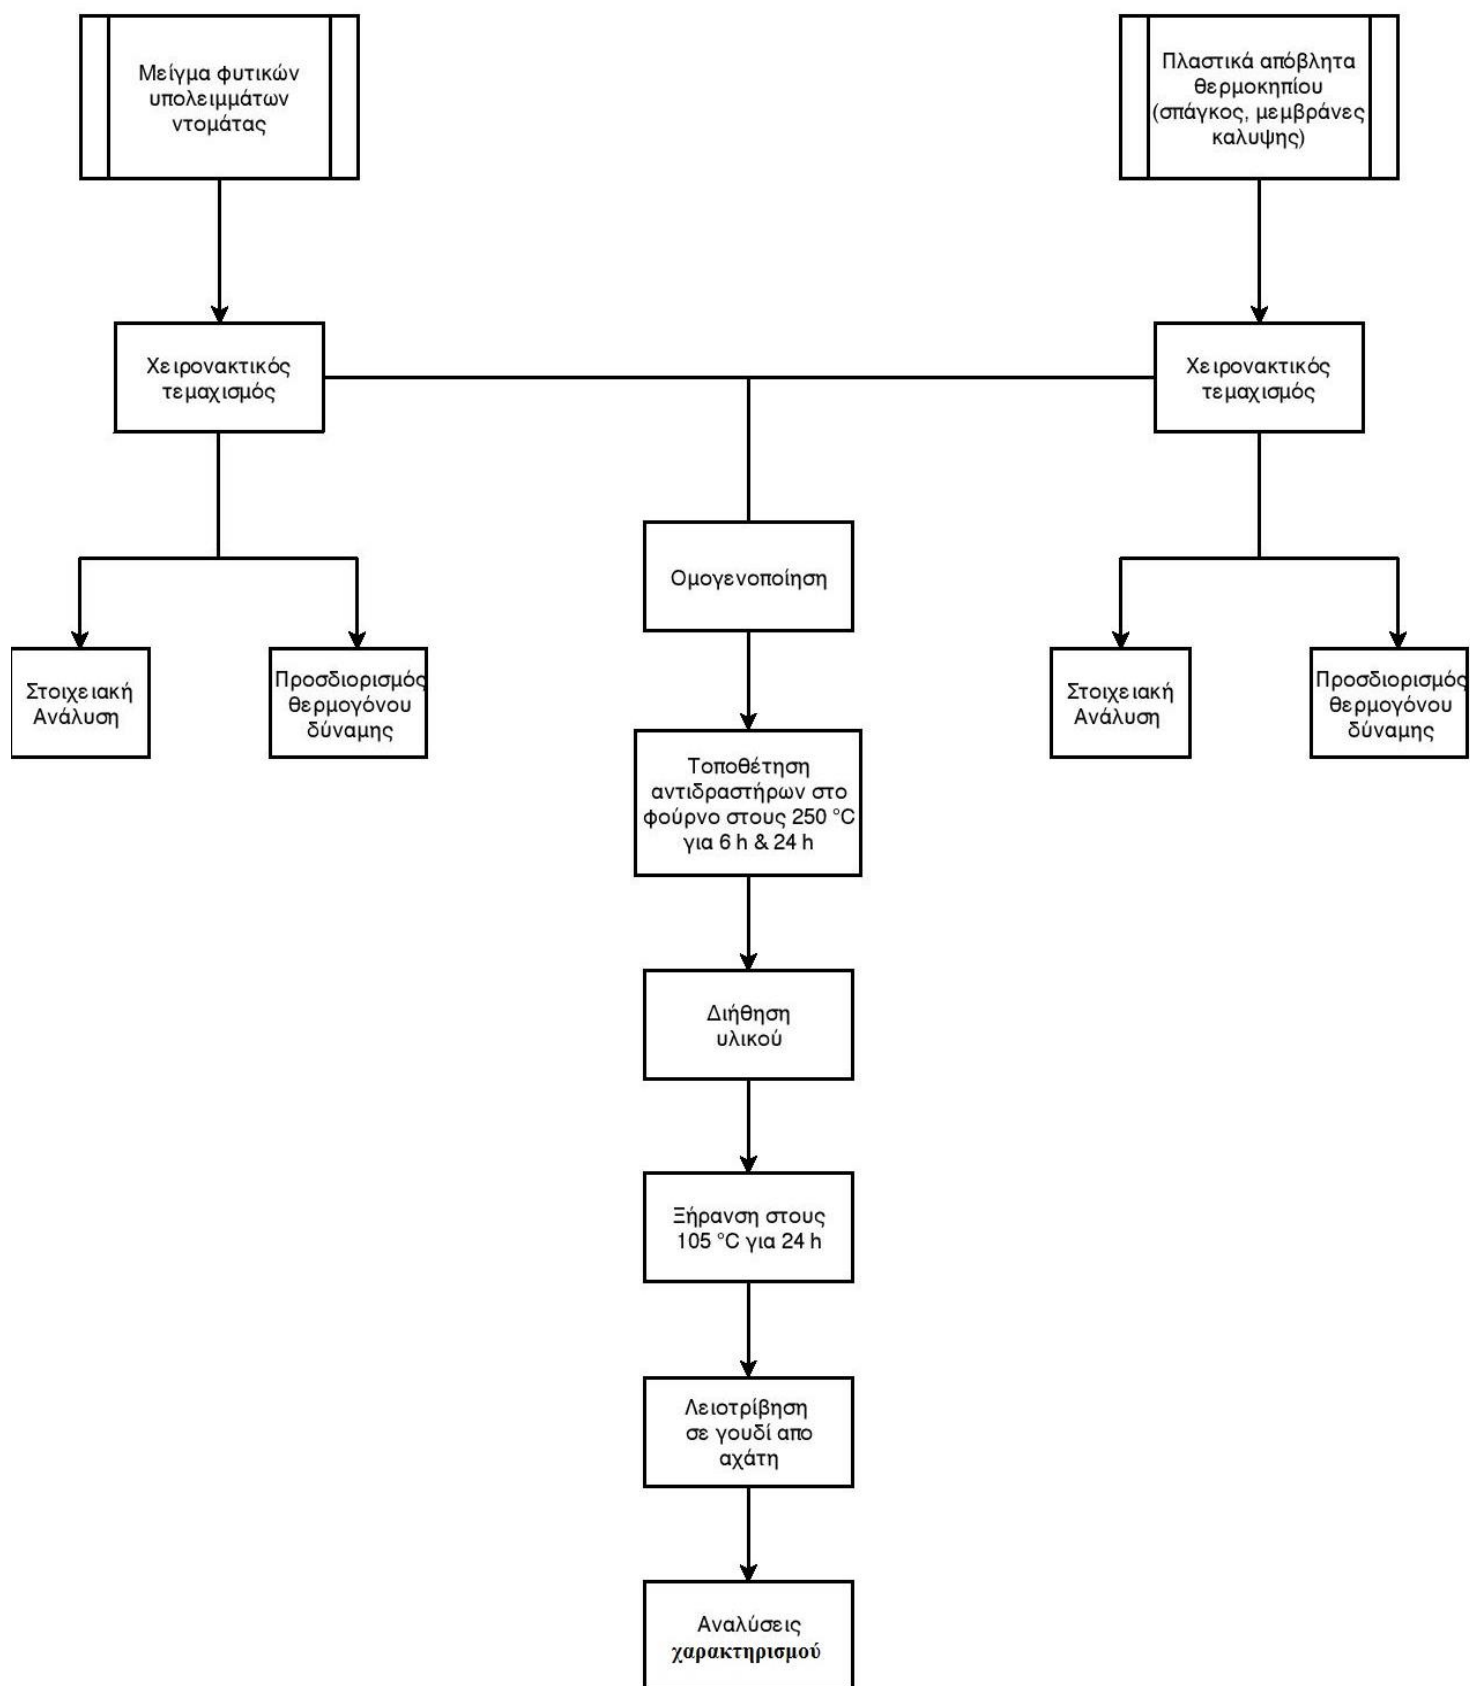 Μείγμα φυτικών
υπολειμμάτων
ντομάτας
Πλαστικά απόβλητα
θερμοκηπίου
(σπάγκος, μεμβράνες
καλυψης)
Χειρονακτικός
τεμαχισμός
Χειρονακτικός
τεμαχισμός
Ομογενοποίηση
Στοιχειακή
Ανάλυση
Προσδιορισμός
θερμογόνου
δύναμης
Στοιχειακή
Ανάλυση
Προσδιορισμός
θερμογόνου
δύναμης
Τοποθέτηση
αντιδραστήρων στο
φούρνο στους 250 °C
για 6 h & 24 h
Διήθηση
υλικού
Ξήρανση στους
105 °C για 24 h
Λειοτρίβηση
σε γουδί απο
αχάτη
Αναλύσεις
χαρακτηρισμού